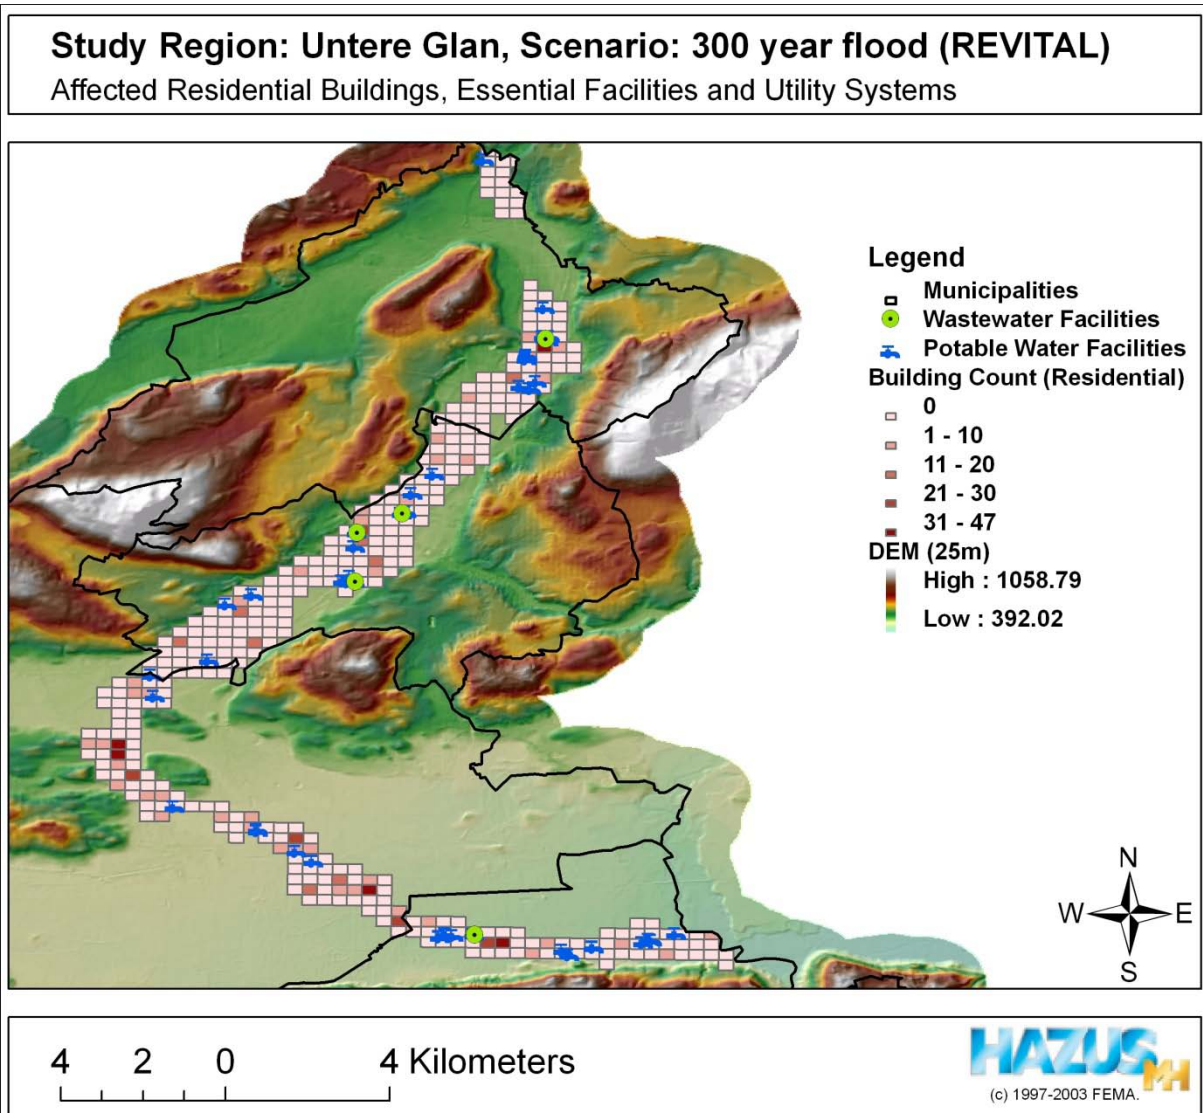 Study Region: Untere Glan, Scenario: 300 year flood (REVITAL)
Affected Residential Buildings, Essential Facilities and Utility Systems
Legend
Municipalities
Wastewater Facilities
Potable Water Facilities
Building Count (Residential)
0
1 - 10
11 - 20
21 - 30
31 - 47
DEM (25m)
High : 1058.79
Low : 392.02
N
W E
S
4 2 0 4 Kilometers
HAZUS MH
(c) 1997-2003 FEMA.